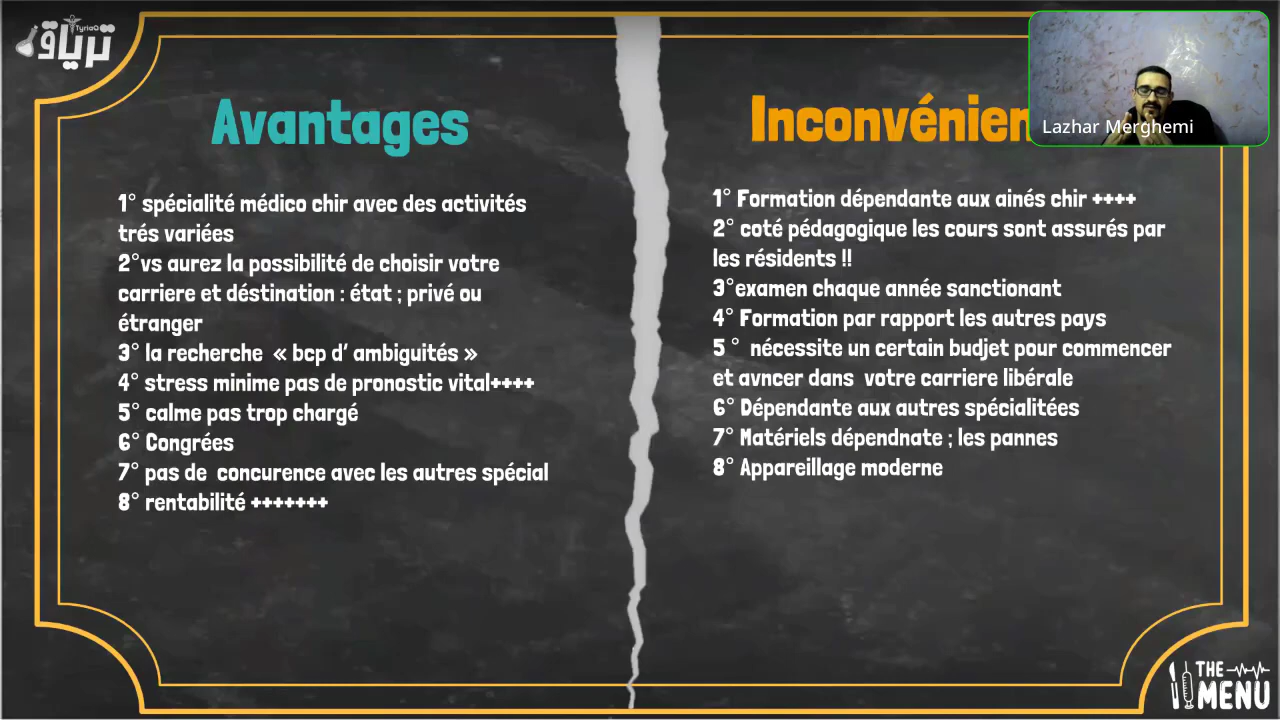 ترياق
TyriaQ
Avantages
1° spécialité médico chir avec des activités
trés variées
2°vs aurez la possibilité de choisir votre
carriere et déstination : état ; privé ou
étranger
3° la recherche « bcp d’ ambiguités »
4° stress minime pas de pronostic vital++++
5° calme pas trop chargé
6° Congrées
7° pas de concurence avec les autres spécial
8° rentabilité +++++++
Inconvénien
1° Formation dépendante aux ainés chir ++++
2° coté pédagogique les cours sont assurés par
les résidents !!
3°examen chaque année sanctionant
4° Formation par rapport les autres pays
5 ° nécessite un certain budjet pour commencer
et avncer dans votre carriere libérale
6° Dépendante aux autres spécialitées
7° Matériels dépendnate ; les pannes
8° Appareillage moderne
Lazhar Merghemi
THE
MENU